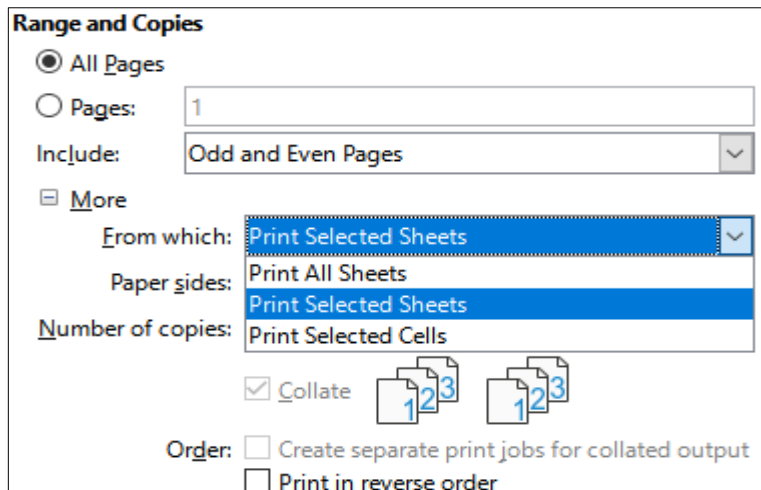 Range and Copies
All Pages
Pages: 1
Include: Odd and Even Pages
More
From which: Print Selected Sheets
Print All Sheets
Paper sides:
Print Selected Sheets
Number of copies: Print Selected Cells
Collate 1 2 3 1 2 3
Order: Create separate print jobs for collated output
Print in reverse order